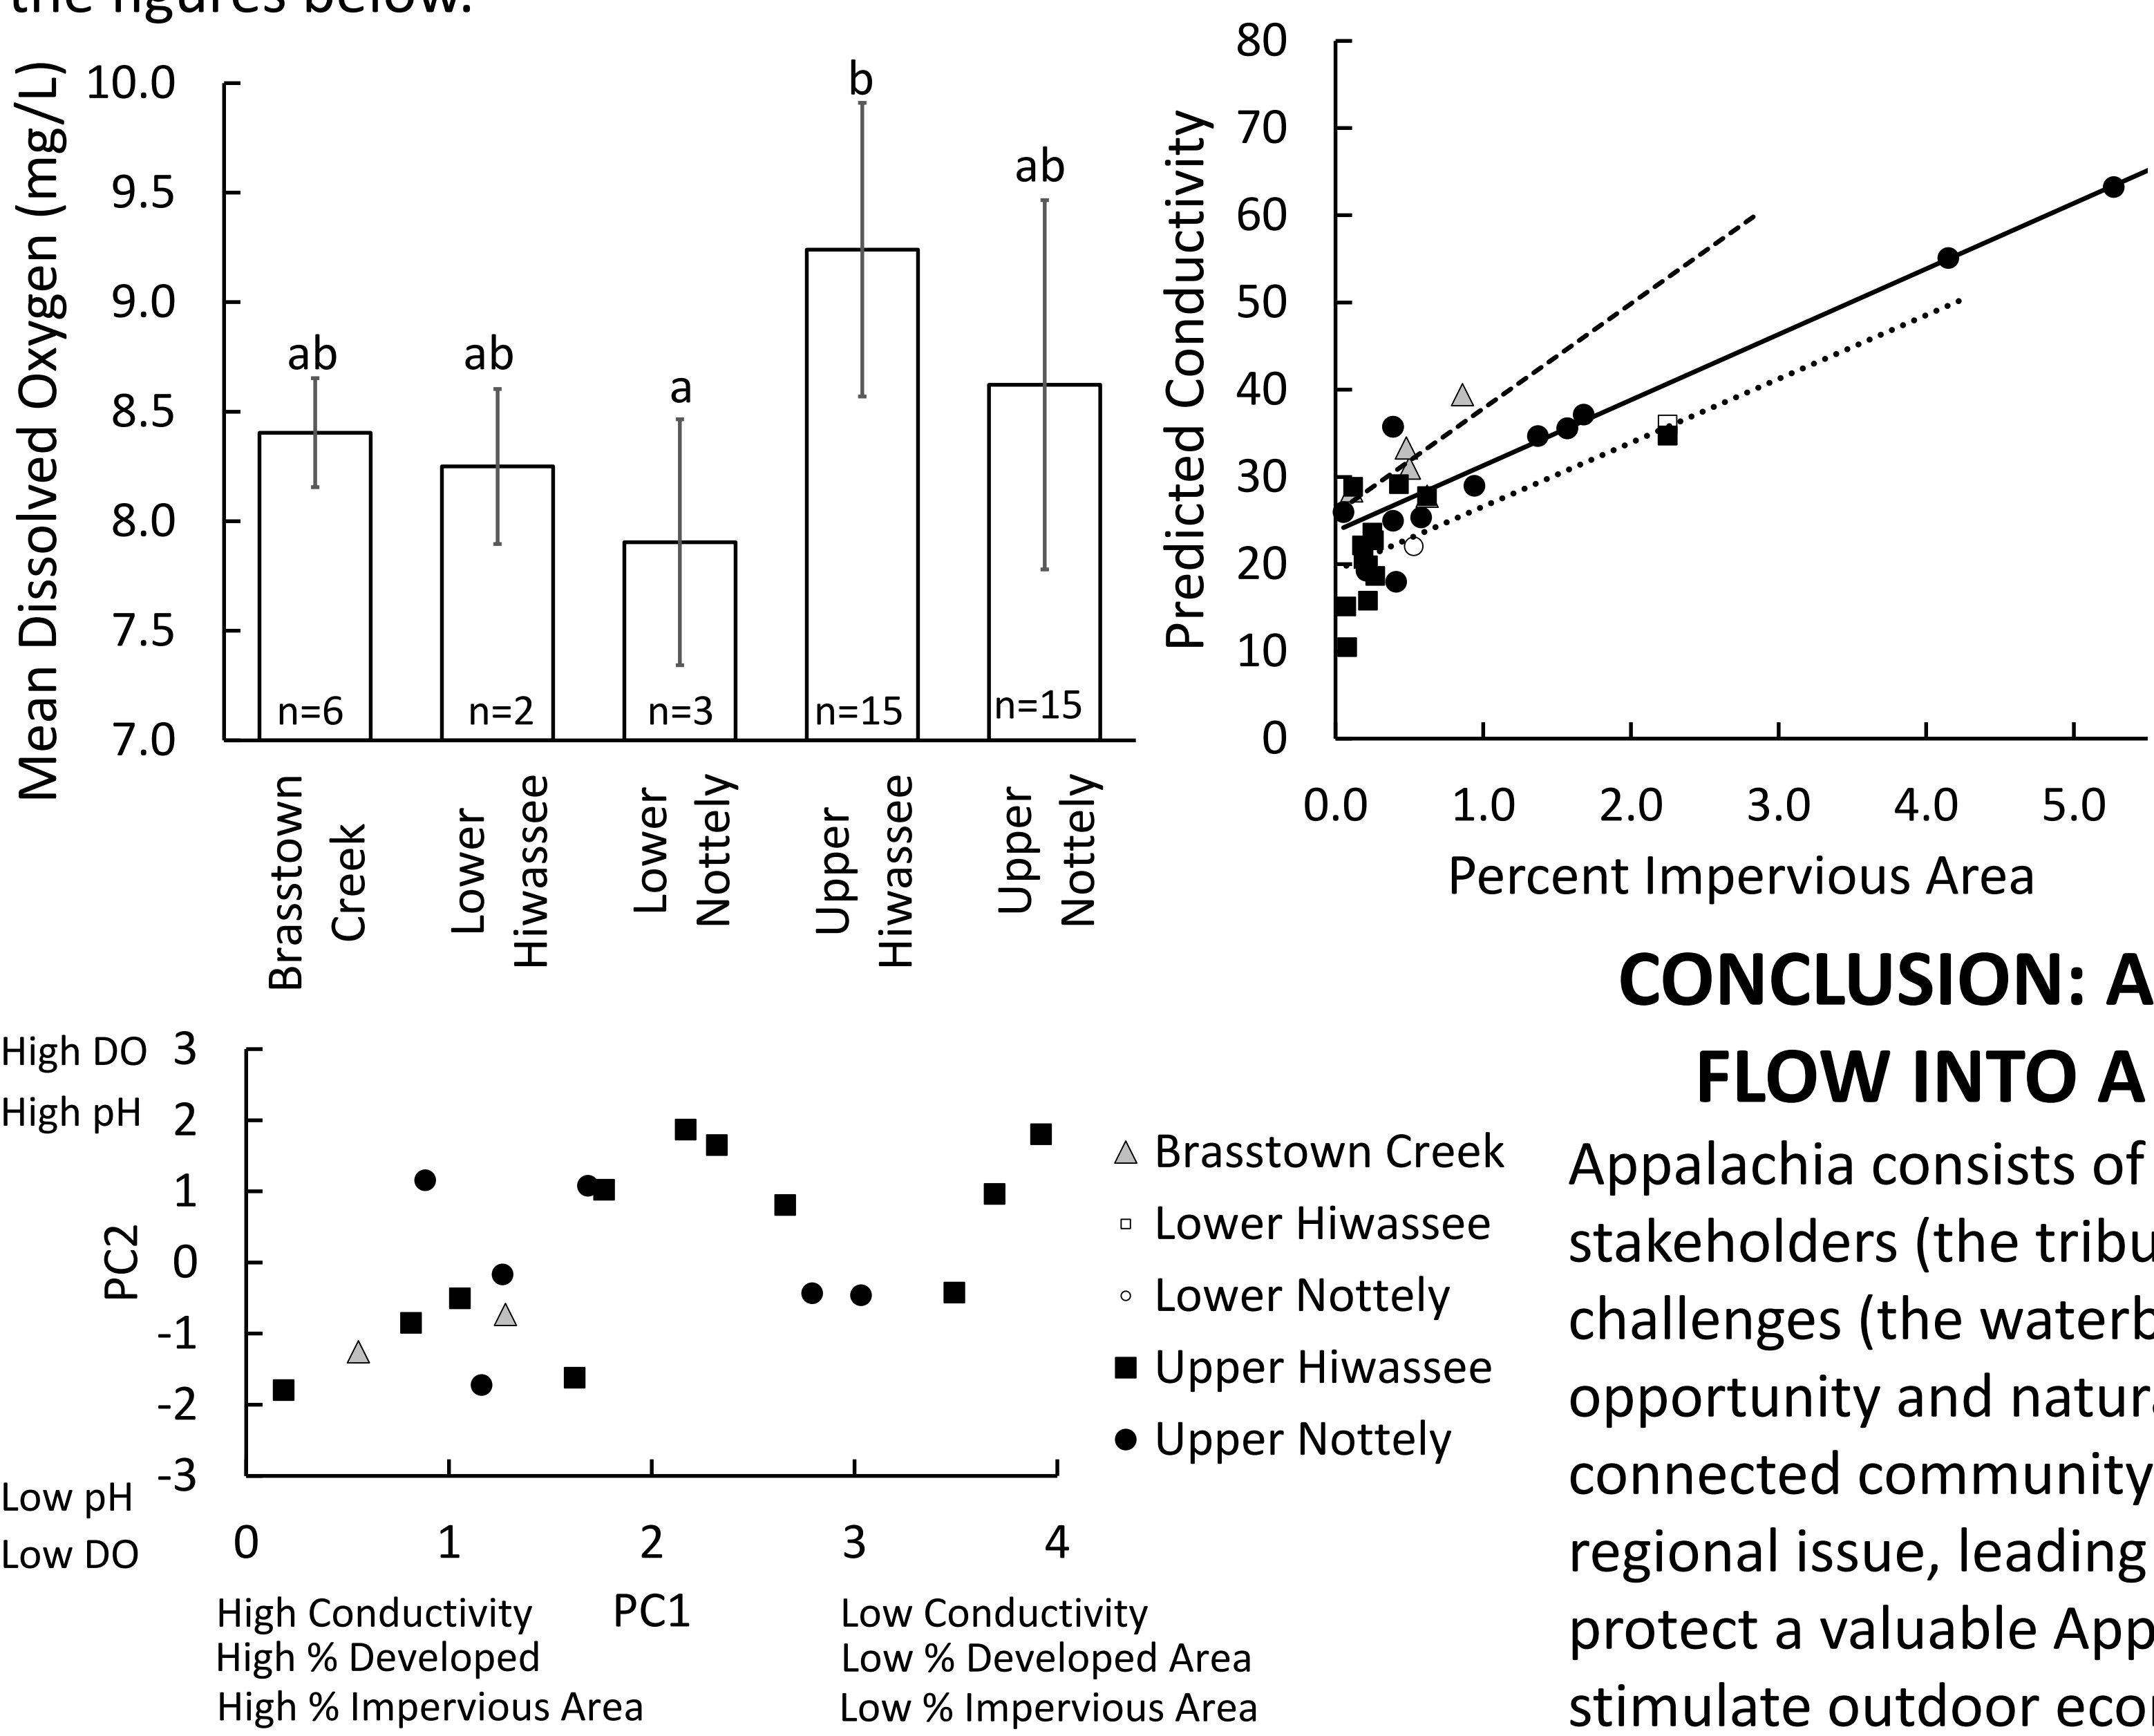 the figures below.
Mean Dissolved Oxygen (mg/L)
10.0
9.5
9.0
8.5
8.0
7.5
7.0
ab
ab
a
b
ab
n=6
n=2
n=3
n=15
n=15
Brasstown
Creek
Lower
Hiwassee
Lower
Nottely
Upper
Hiwassee
Upper
Nottely
Predicted Conductivity
80
70
60
50
40
30
20
10
0
0.0 1.0 2.0 3.0 4.0 5.0
Percent Impervious Area
High DO
High pH
Low pH
Low DO
PC2
3
2
1
0
-1
-2
-3
0 1 2 3 4
PC1
High Conductivity
High % Developed
High % Impervious Area
Low Conductivity
Low % Developed Area
Low % Impervious Area
Brasstown Creek
Lower Hiwassee
Lower Nottely
Upper Hiwassee
Upper Nottely
CONCLUSION: A
FLOW INTO A
Appalachia consists of
stakeholders (the tribu
challenges (the waterb
opportunity and natur
connected community
regional issue, leading
protect a valuable App
stimulate outdoor eco